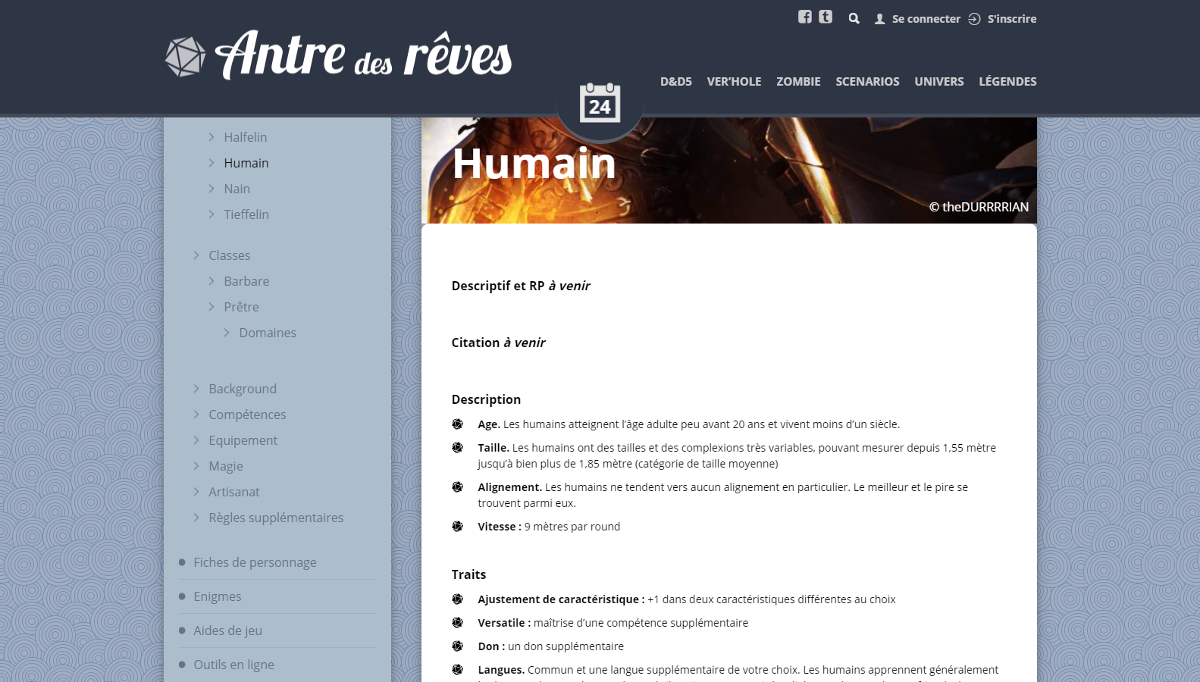 Se connecter
S'inscrire
Antre des rêves
D&D5 VER'HOLE ZOMBIE SCENARIOS UNIVERS LÉGENDES
24
Halfelin
Humain
Nain
Tieffelin
Classes
Barbare
Prêtre
Domaines
Background
Compétences
Equipement
Magie
Artisanat
Règles supplémentaires
Fiches de personnage
Enigmes
Aides de jeu
Outils en ligne
Humain
© theDURRRRIAN
Descriptif et RP à venir
Citation à venir
Description
Age. Les humains atteignent l'âge adulte peu avant 20 ans et vivent moins d'un siècle.
Taille. Les humains ont des tailles et des complexions très variables, pouvant mesurer depuis 1,55 mètre
jusqu'à bien plus de 1,85 mètre (catégorie de taille moyenne)
Alignement. Les humains ne tendent vers aucun alignement en particulier. Le meilleur et le pire se
trouvent parmi eux.
Vitesse : 9 mètres par round
Traits
Ajustement de caractéristique : +1 dans deux caractéristiques différentes au choix
Versatile : maîtrise d'une compétence supplémentaire
Don : un don supplémentaire
Langues. Commun et une langue supplémentaire de votre choix. Les humains apprennent généralement